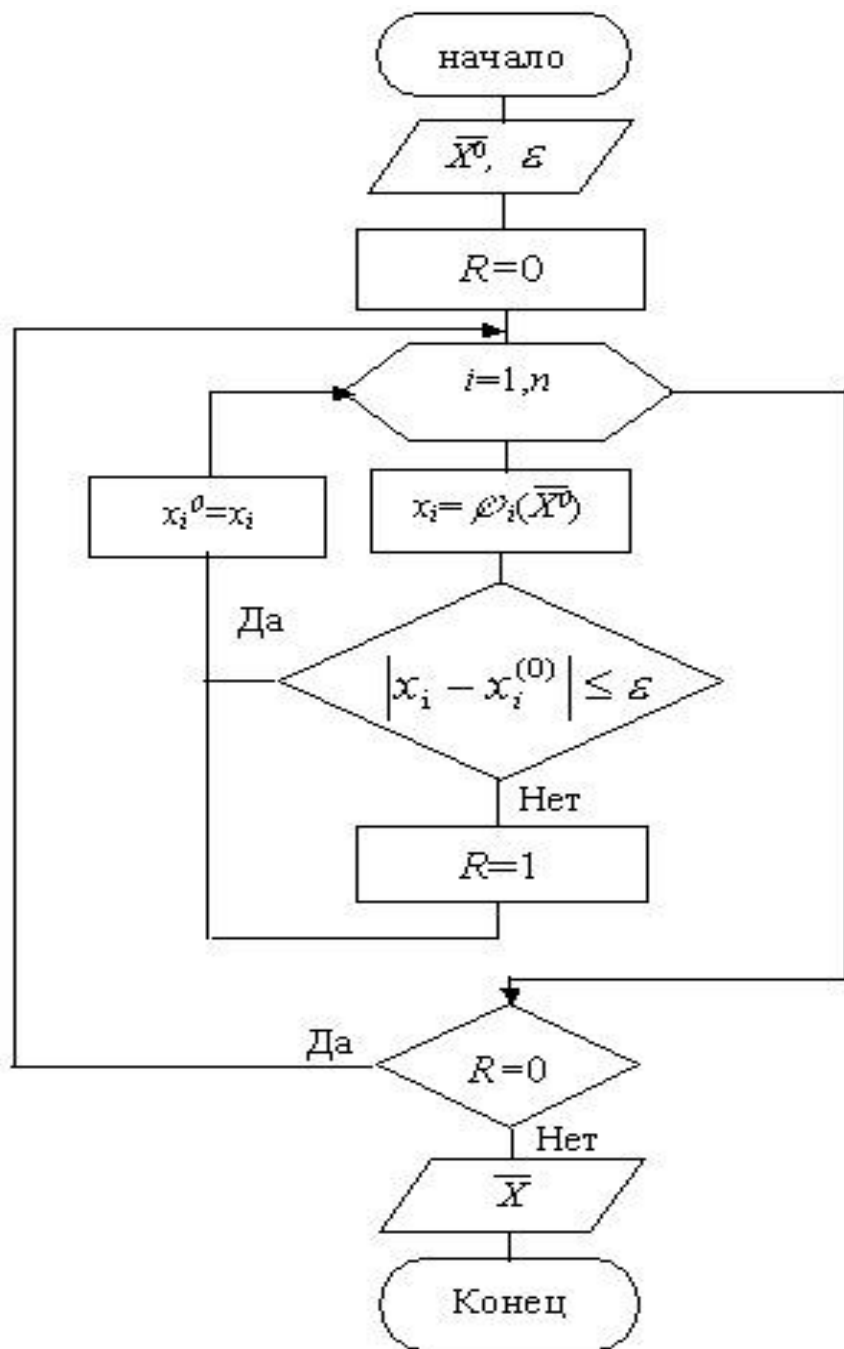 начало
X̅⁰, ε
R=0
i=1,n
xᵢ⁰=xᵢ
xᵢ=φᵢ(X̅⁰)
Да
|xᵢ − xᵢ⁽⁰⁾| ≤ ε
Нет
R=1
Да
R=0
Нет
X̅
Конец